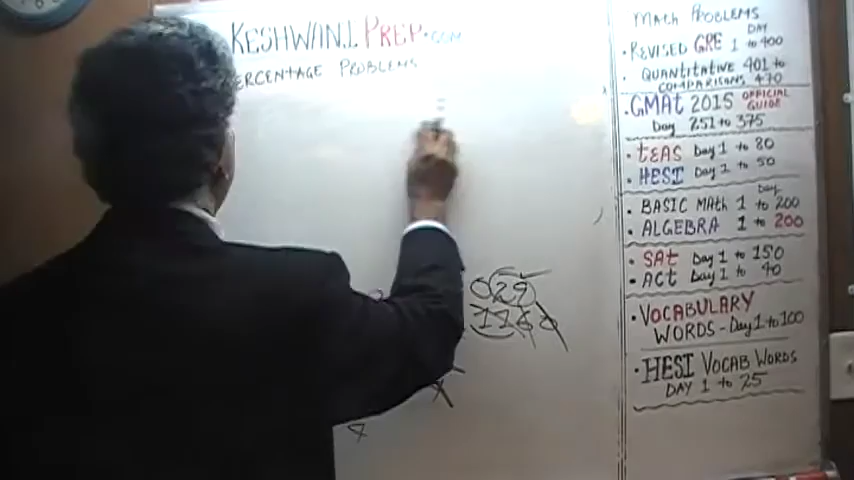 KESHWANI PREP.COM
PERCENTAGE PROBLEMS
029
1160
MATH PROBLEMS
• REVISED GRE DAY 1 to 400
• QUANTITATIVE COMPARISONS 401 to 470
• GMAT 2015 OFFICIAL GUIDE
Day 251 to 375
• TEAS Day 1 to 80
• HESI Day 1 to 50
• BASIC MATH Day 1 to 200
• ALGEBRA 1 to 200
• SAT Day 1 to 150
• ACT Day 1 to 40
• VOCABULARY
WORDS - Day 1 to 100
• HESI VOCAB WORDS
DAY 1 to 25